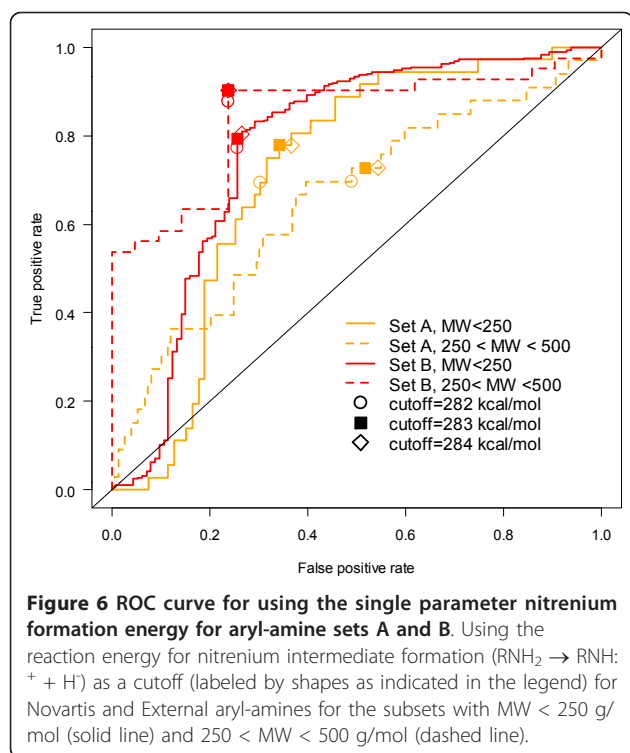 1.0
0.8
0.6
0.4
0.2
0.0
True positive rate
Set A, MW<250
Set A, 250 < MW < 500
Set B, MW<250
Set B, 250< MW <500
cutoff=282 kcal/mol
cutoff=283 kcal/mol
cutoff=284 kcal/mol
0.0 0.2 0.4 0.6 0.8 1.0
False positive rate
Figure 6 ROC curve for using the single parameter nitrenium
formation energy for aryl-amine sets A and B. Using the
reaction energy for nitrenium intermediate formation (RNH₂ → RNH:
⁺ + H⁻) as a cutoff (labeled by shapes as indicated in the legend) for
Novartis and External aryl-amines for the subsets with MW < 250 g/
mol (solid line) and 250 < MW < 500 g/mol (dashed line).